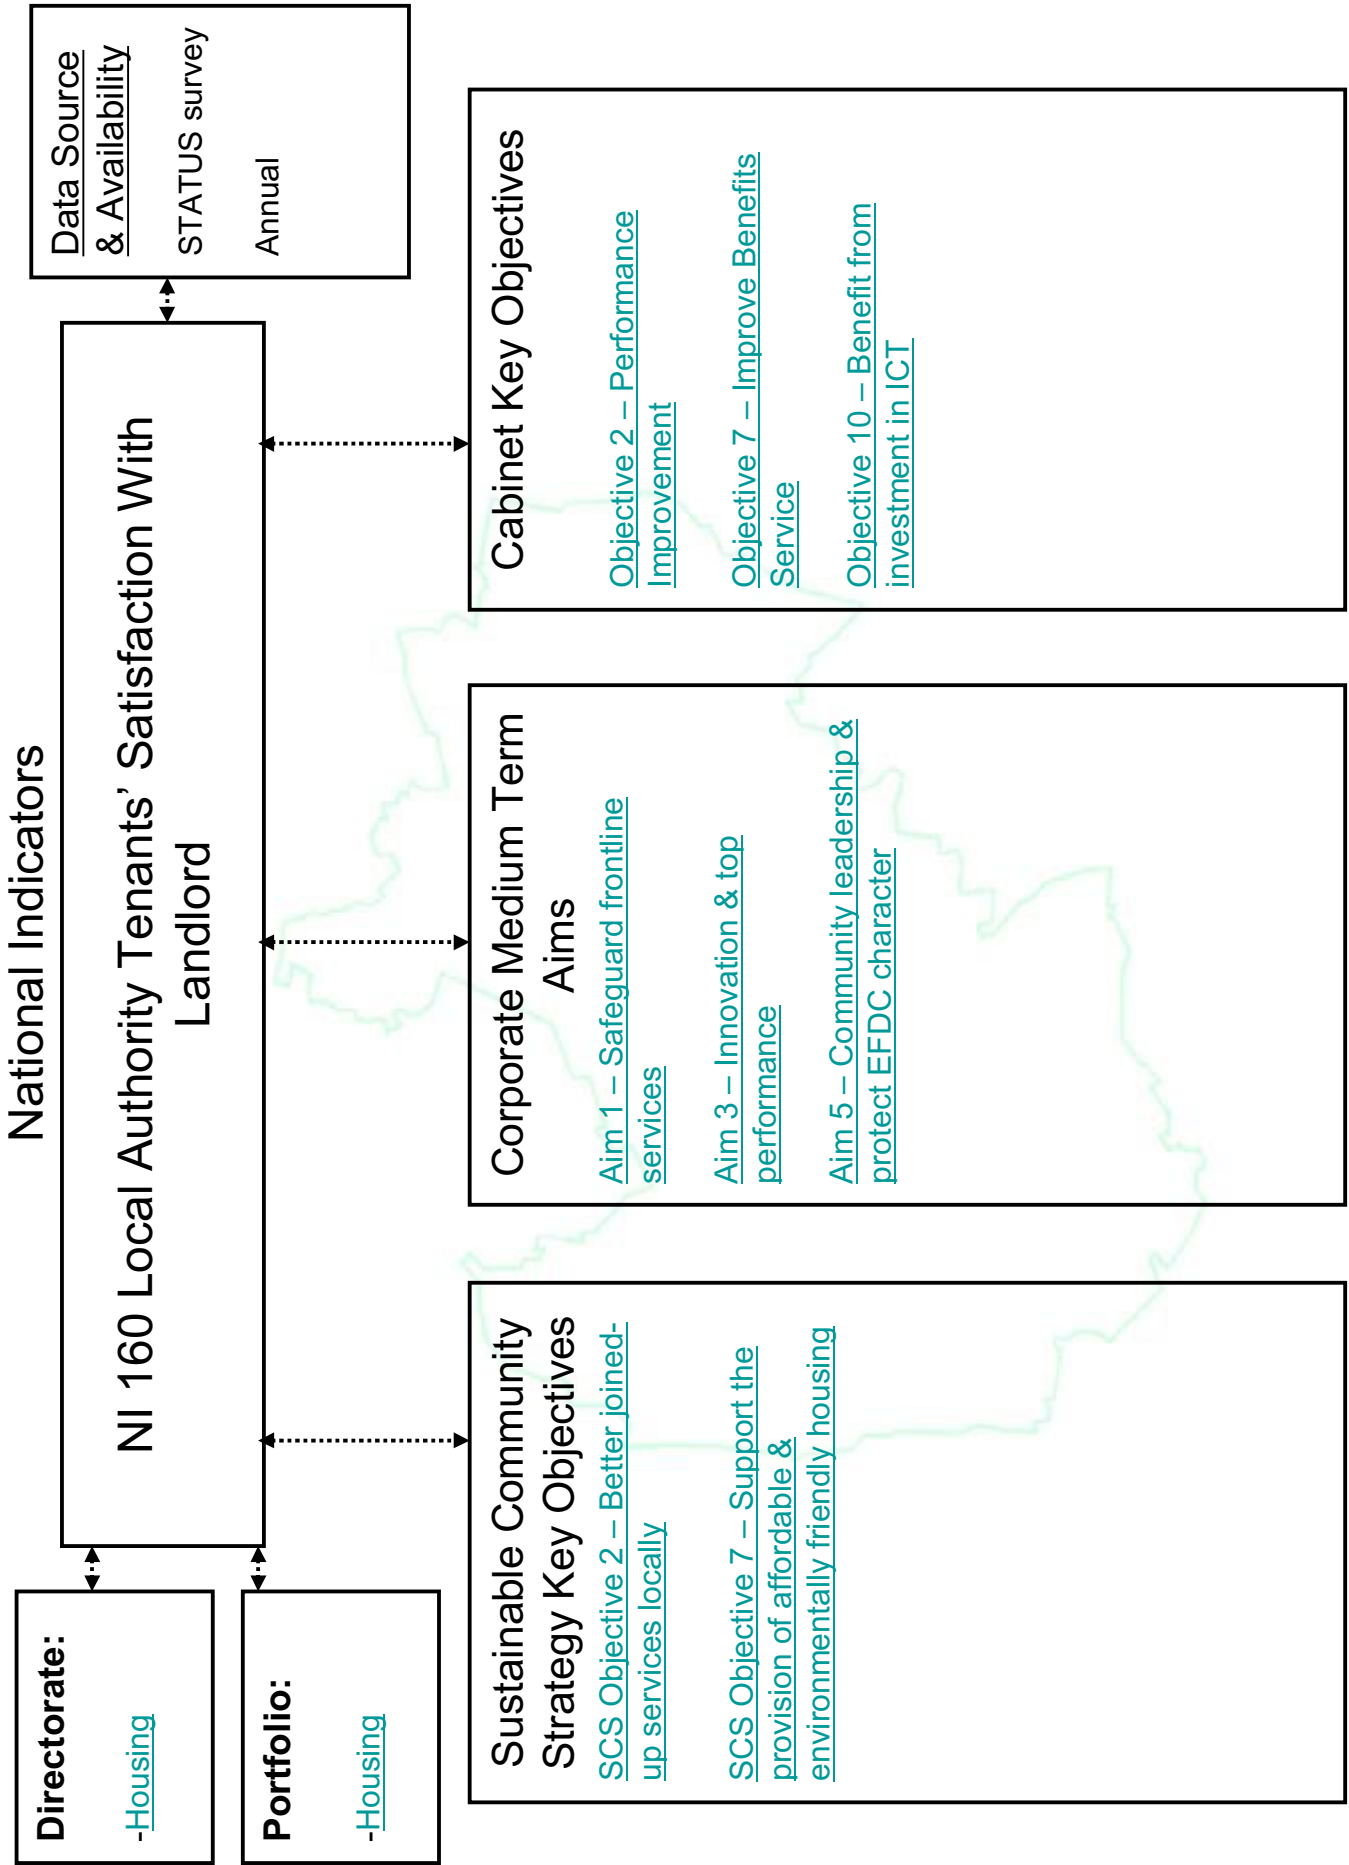 National Indicators
Directorate:
-Housing
Portfolio:
-Housing
NI 160 Local Authority Tenants’ Satisfaction With
Landlord
Data Source
& Availability
STATUS survey
Annual
Sustainable Community
Strategy Key Objectives
SCS Objective 2 – Better joined-
up services locally
SCS Objective 7 – Support the
provision of affordable &
environmentally friendly housing
Corporate Medium Term
Aims
Aim 1 – Safeguard frontline
services
Aim 3 – Innovation & top
performance
Aim 5 – Community leadership &
protect EFDC character
Cabinet Key Objectives
Objective 2 – Performance
Improvement
Objective 7 – Improve Benefits
Service
Objective 10 – Benefit from
investment in ICT